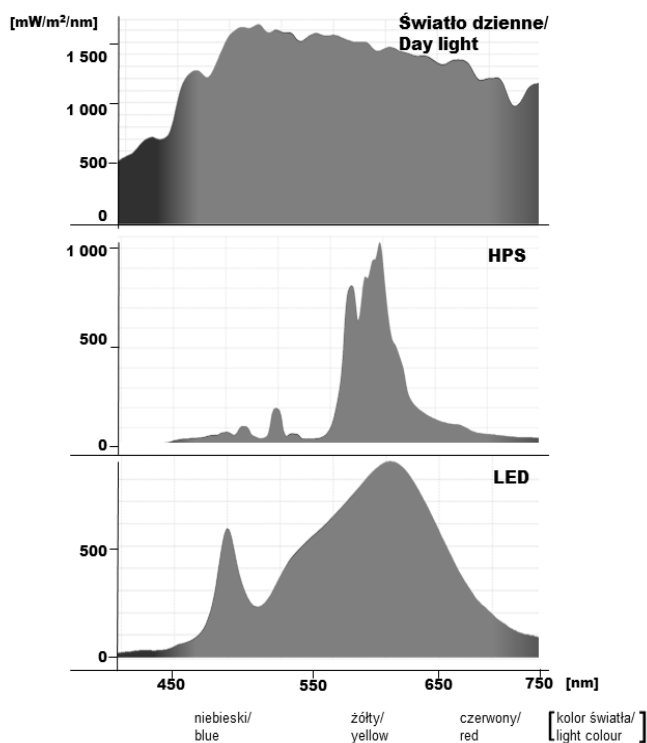 [mW/m²/nm]
Światło dzienne/
Day light
1 500
1 000
500
0
HPS
1 000
500
0
LED
500
0
450 550 650 750 [nm]
niebieski/ żółty/ czerwony/ [kolor światła/
blue yellow red light colour]